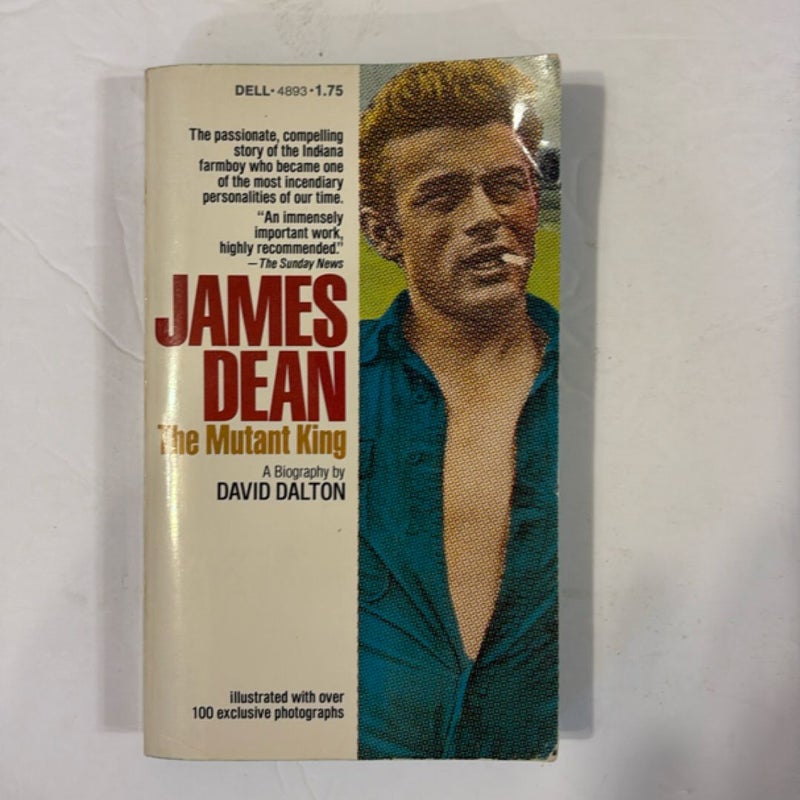 DELL•4893•1.75
The passionate, compelling
story of the Indiana
farmboy who became one
of the most incendiary
personalities of our time.
"An immensely
important work,
highly recommended."
—The Sunday News
JAMES
DEAN
The Mutant King
A Biography by
DAVID DALTON
illustrated with over
100 exclusive photographs